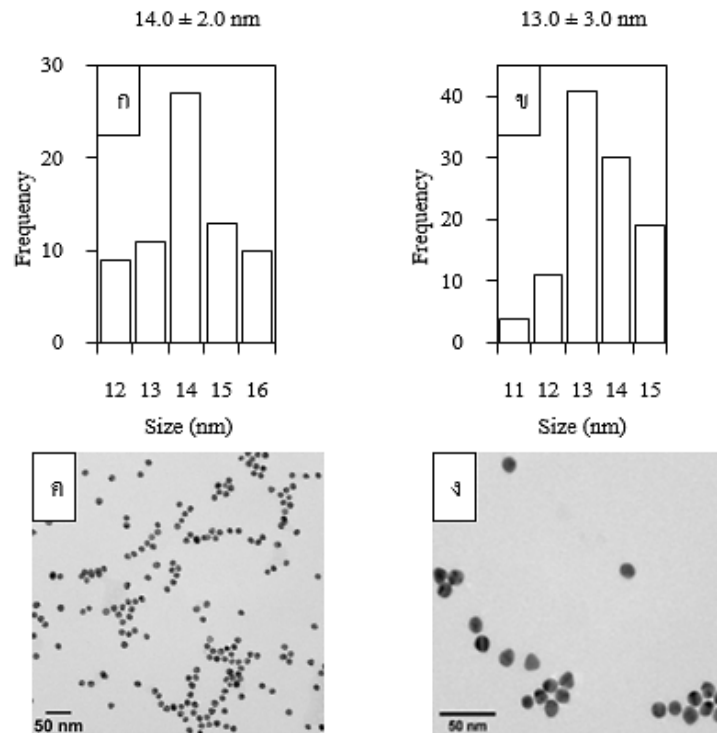 14.0 ± 2.0 nm
30
20
10
0
Frequency
ก
12 13 14 15 16
Size (nm)
13.0 ± 3.0 nm
40
30
20
10
0
Frequency
ข
11 12 13 14 15
Size (nm)
ค
50 nm
ง
50 nm